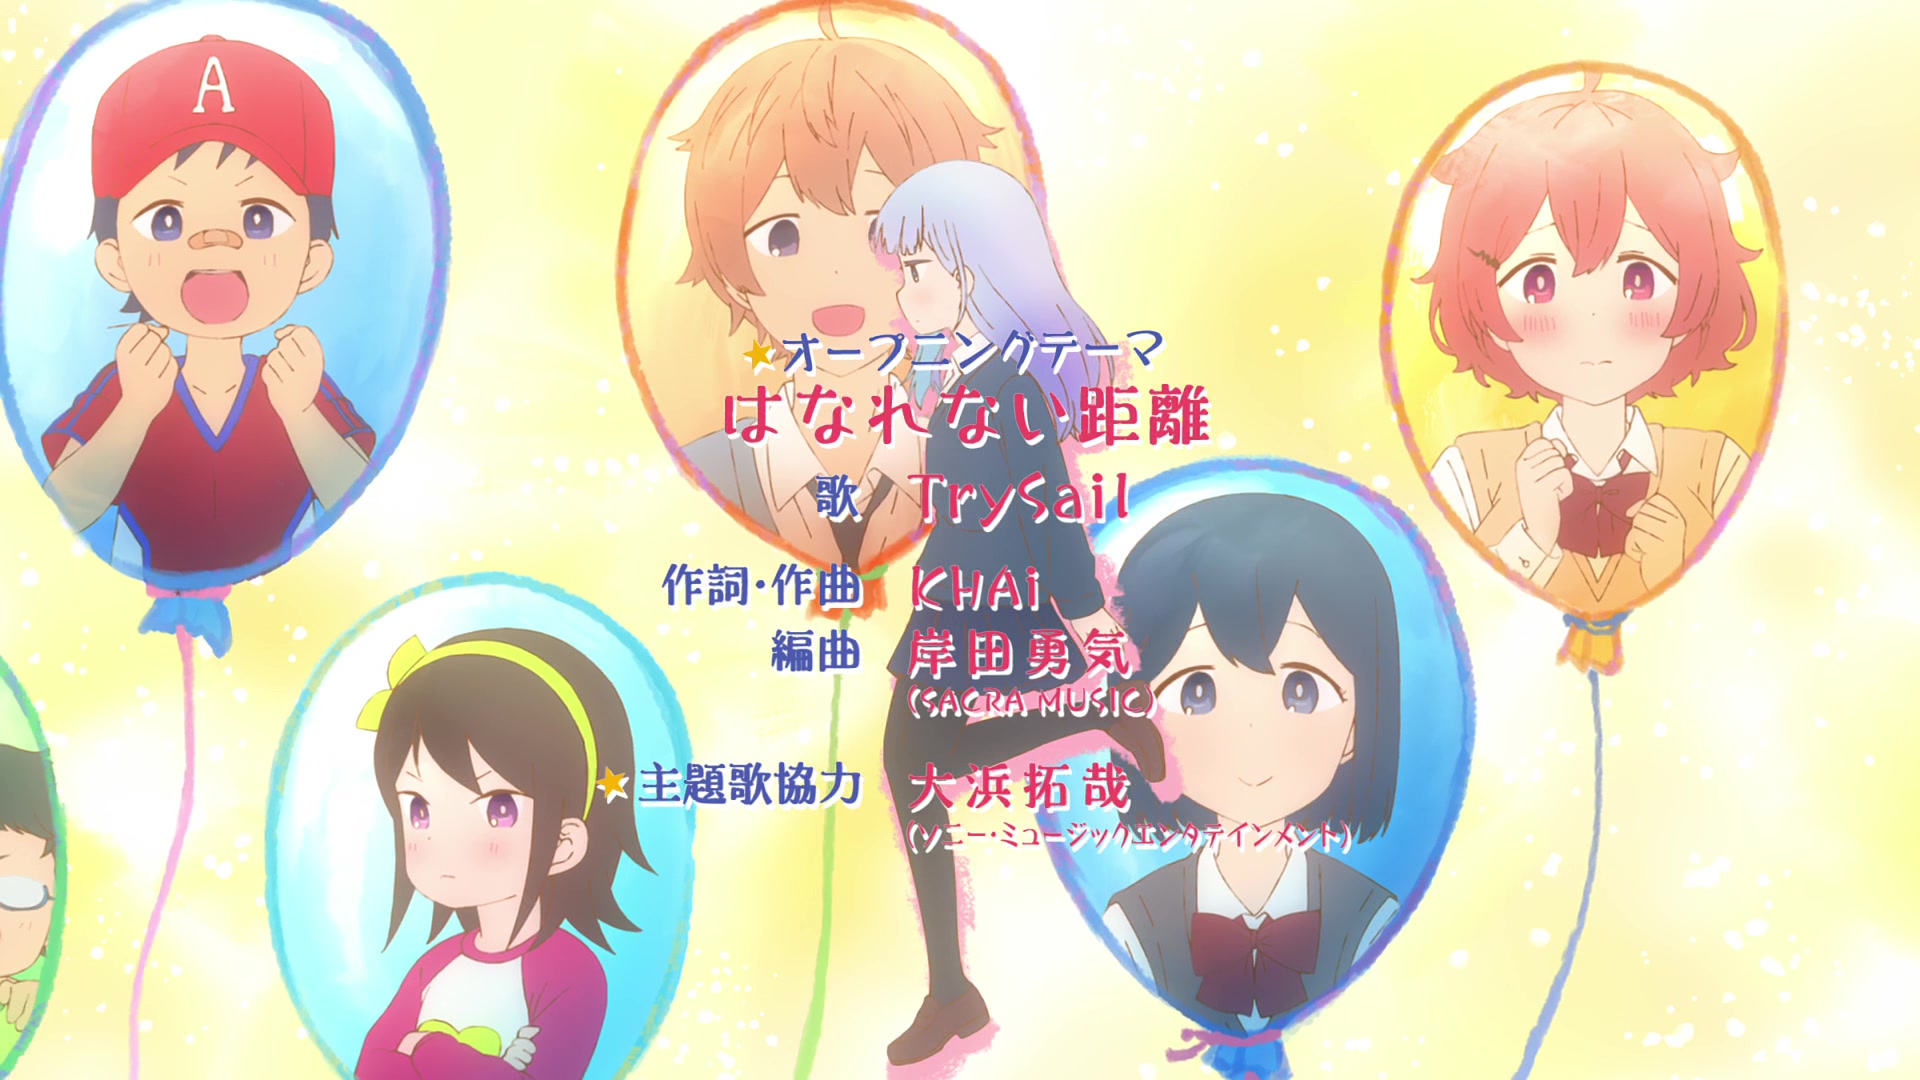 A
★オープニングテーマ
はなれない距離
歌 TrySail
作詞・作曲 KHAi
編曲 岸田勇気
(SACRA MUSIC)
★主題歌協力 大浜拓哉
(ソニー・ミュージックエンタテインメント)